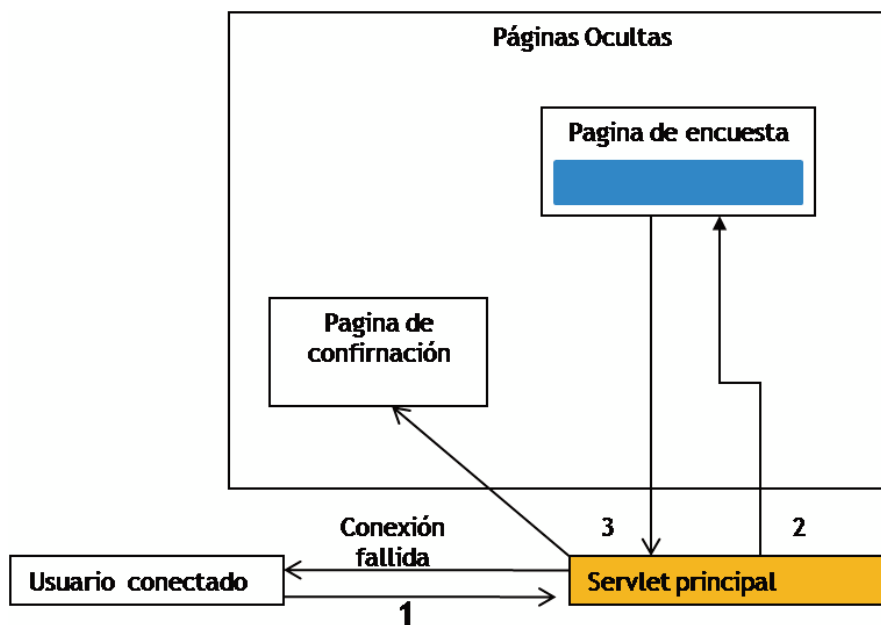 Páginas Ocultas
Pagina de encuesta
Pagina de
confirnación
Conexión
fallida
3
2
Usuario conectado
Servlet principal
1